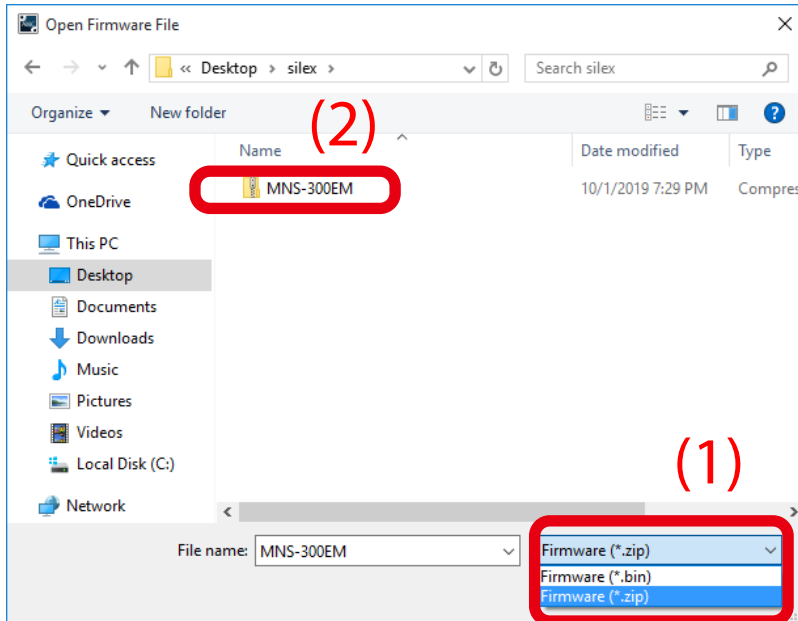 Open Firmware File
« Desktop › silex ›
Search silex
Organize
New folder
(2)
Name
Date modified
Type
Quick access
MNS-300EM
10/1/2019 7:29 PM
Compres
OneDrive
This PC
Desktop
Documents
Downloads
Music
Pictures
Videos
Local Disk (C:)
(1)
Network
File name:
MNS-300EM
Firmware (*.zip)
Firmware (*.bin)
Firmware (*.zip)